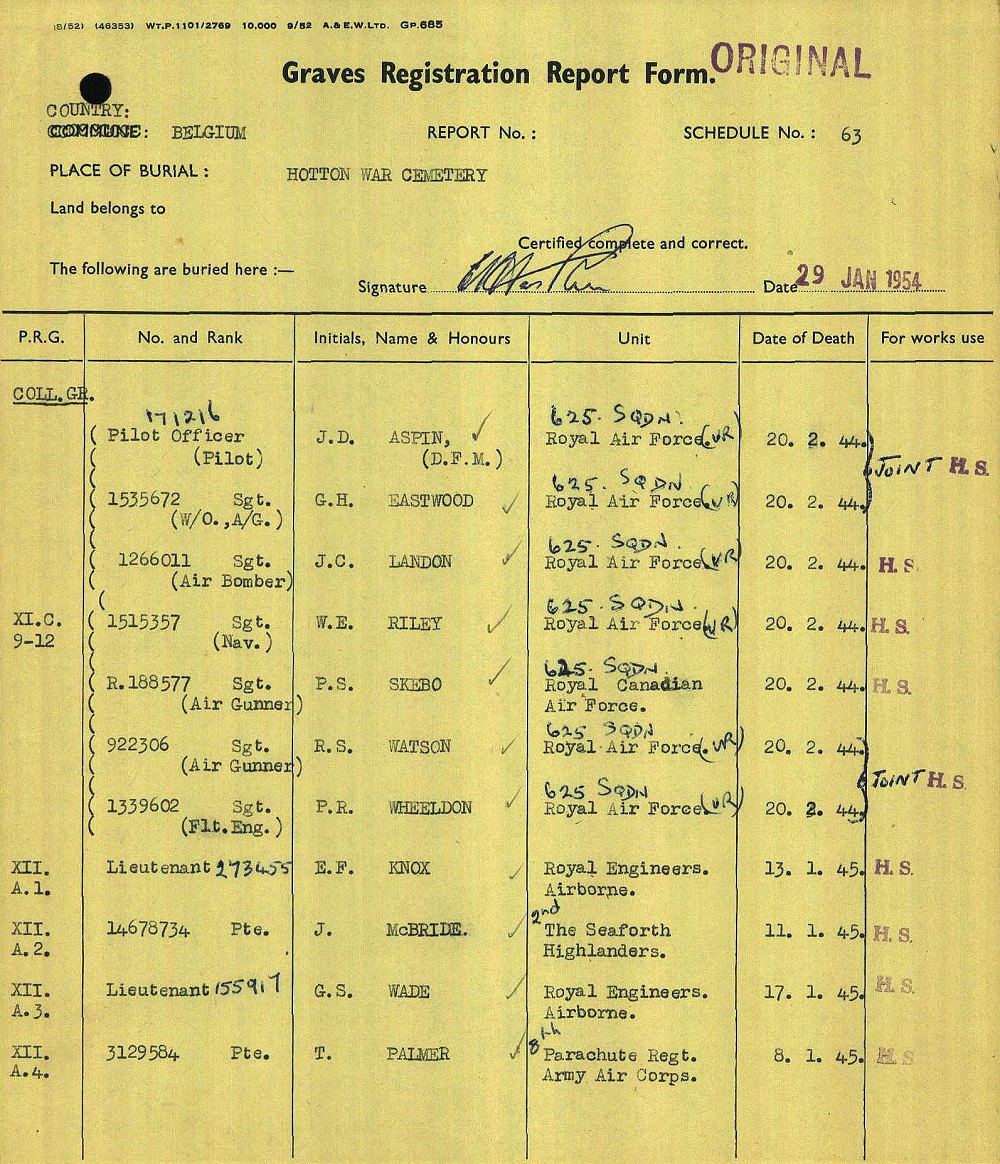 (8/52) (46353) WT.P.1101/2769 10.000 9/52 A.& E.W.LTD. GP.685
Graves Registration Report Form. ORIGINAL
COUNTRY:
COMMUNE: BELGIUM REPORT No. : SCHEDULE No. : 63
PLACE OF BURIAL : HOTTON WAR CEMETERY
Land belongs to
Certified complete and correct.
The following are buried here :—
Signature Date 29 JAN 1954
P.R.G. No. and Rank Initials, Name & Honours Unit Date of Death For works use
COLL.GR.
171216 625. SQDN.
( Pilot Officer J.D. ASPIN, ✓ Royal Air Force.(VR) 20. 2. 44.
(Pilot) (D.F.M.) JOINT H.S.
625. SQDN.
1535672 Sgt. G.H. EASTWOOD ✓ Royal Air Force(VR) 20. 2. 44.
(W/O.,A/G.)
625. SQDN.
1266011 Sgt. J.C. LANDON ✓ Royal Air Force(VR) 20. 2. 44. H.S.
(Air Bomber)
625. SQDN.
XI.C. 1515357 Sgt. W.E. RILEY ✓ Royal Air Force(VR) 20. 2. 44. H.S.
9-12 (Nav.)
625. SQDN.
R.188577 Sgt. P.S. SKEBO ✓ Royal Canadian 20. 2. 44. H.S.
(Air Gunner) Air Force.
625 SQDN
922306 Sgt. R.S. WATSON ✓ Royal Air Force.(VR) 20. 2. 44.
(Air Gunner) JOINT H.S.
625 SQDN
1339602 Sgt. P.R. WHEELDON ✓ Royal Air Force(VR) 20. 2. 44.
(Flt.Eng.)
XII. Lieutenant 273455 E.F. KNOX ✓ Royal Engineers. 13. 1. 45. H.S.
A.1. Airborne.
2nd
XII. 14678734 Pte. J. McBRIDE. ✓ The Seaforth 11. 1. 45. H.S.
A.2. Highlanders.
XII. Lieutenant 155917 G.S. WADE ✓ Royal Engineers. 17. 1. 45. H.S.
A.3. Airborne.
8th
XII. 3129584 Pte. T. PALMER ✓ Parachute Regt. 8. 1. 45. H.S
A.4. Army Air Corps.